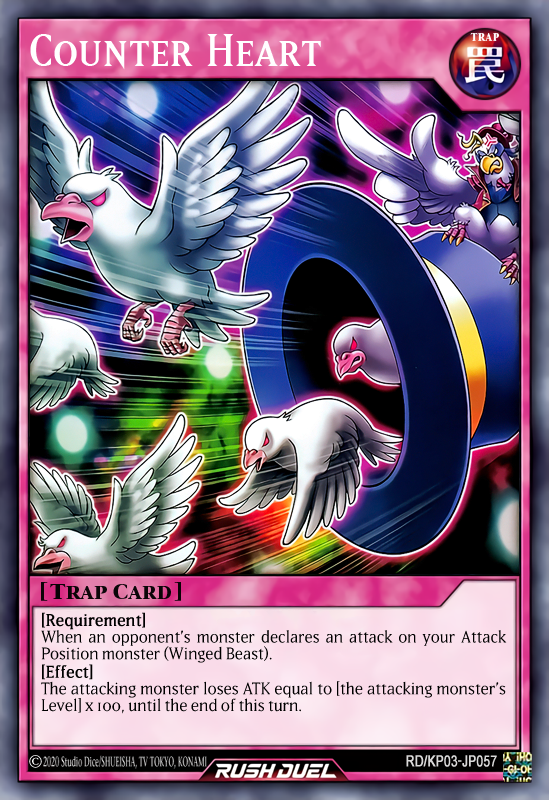 COUNTER HEART
TRAP
罠
[TRAP CARD]
[Requirement]
When an opponent's monster declares an attack on your Attack
Position monster (Winged Beast).
[Effect]
The attacking monster loses ATK equal to [the attacking monster's
Level] x 100, until the end of this turn.
©2020 Studio Dice/SHUEISHA, TV TOKYO, KONAMI
RUSH DUEL
RD/KP03-JP057